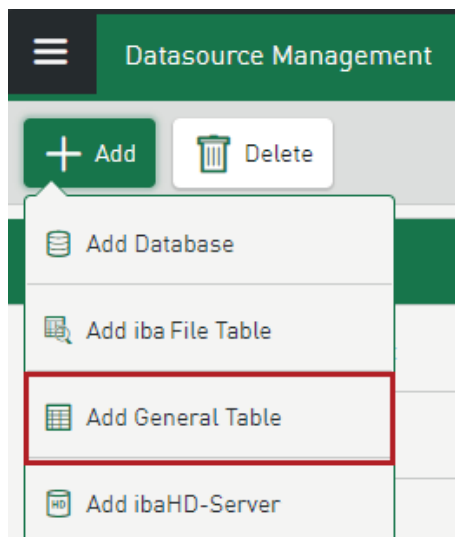 Datasource Management
Add
Delete
Add Database
Add iba File Table
Add General Table
HD Add ibaHD-Server